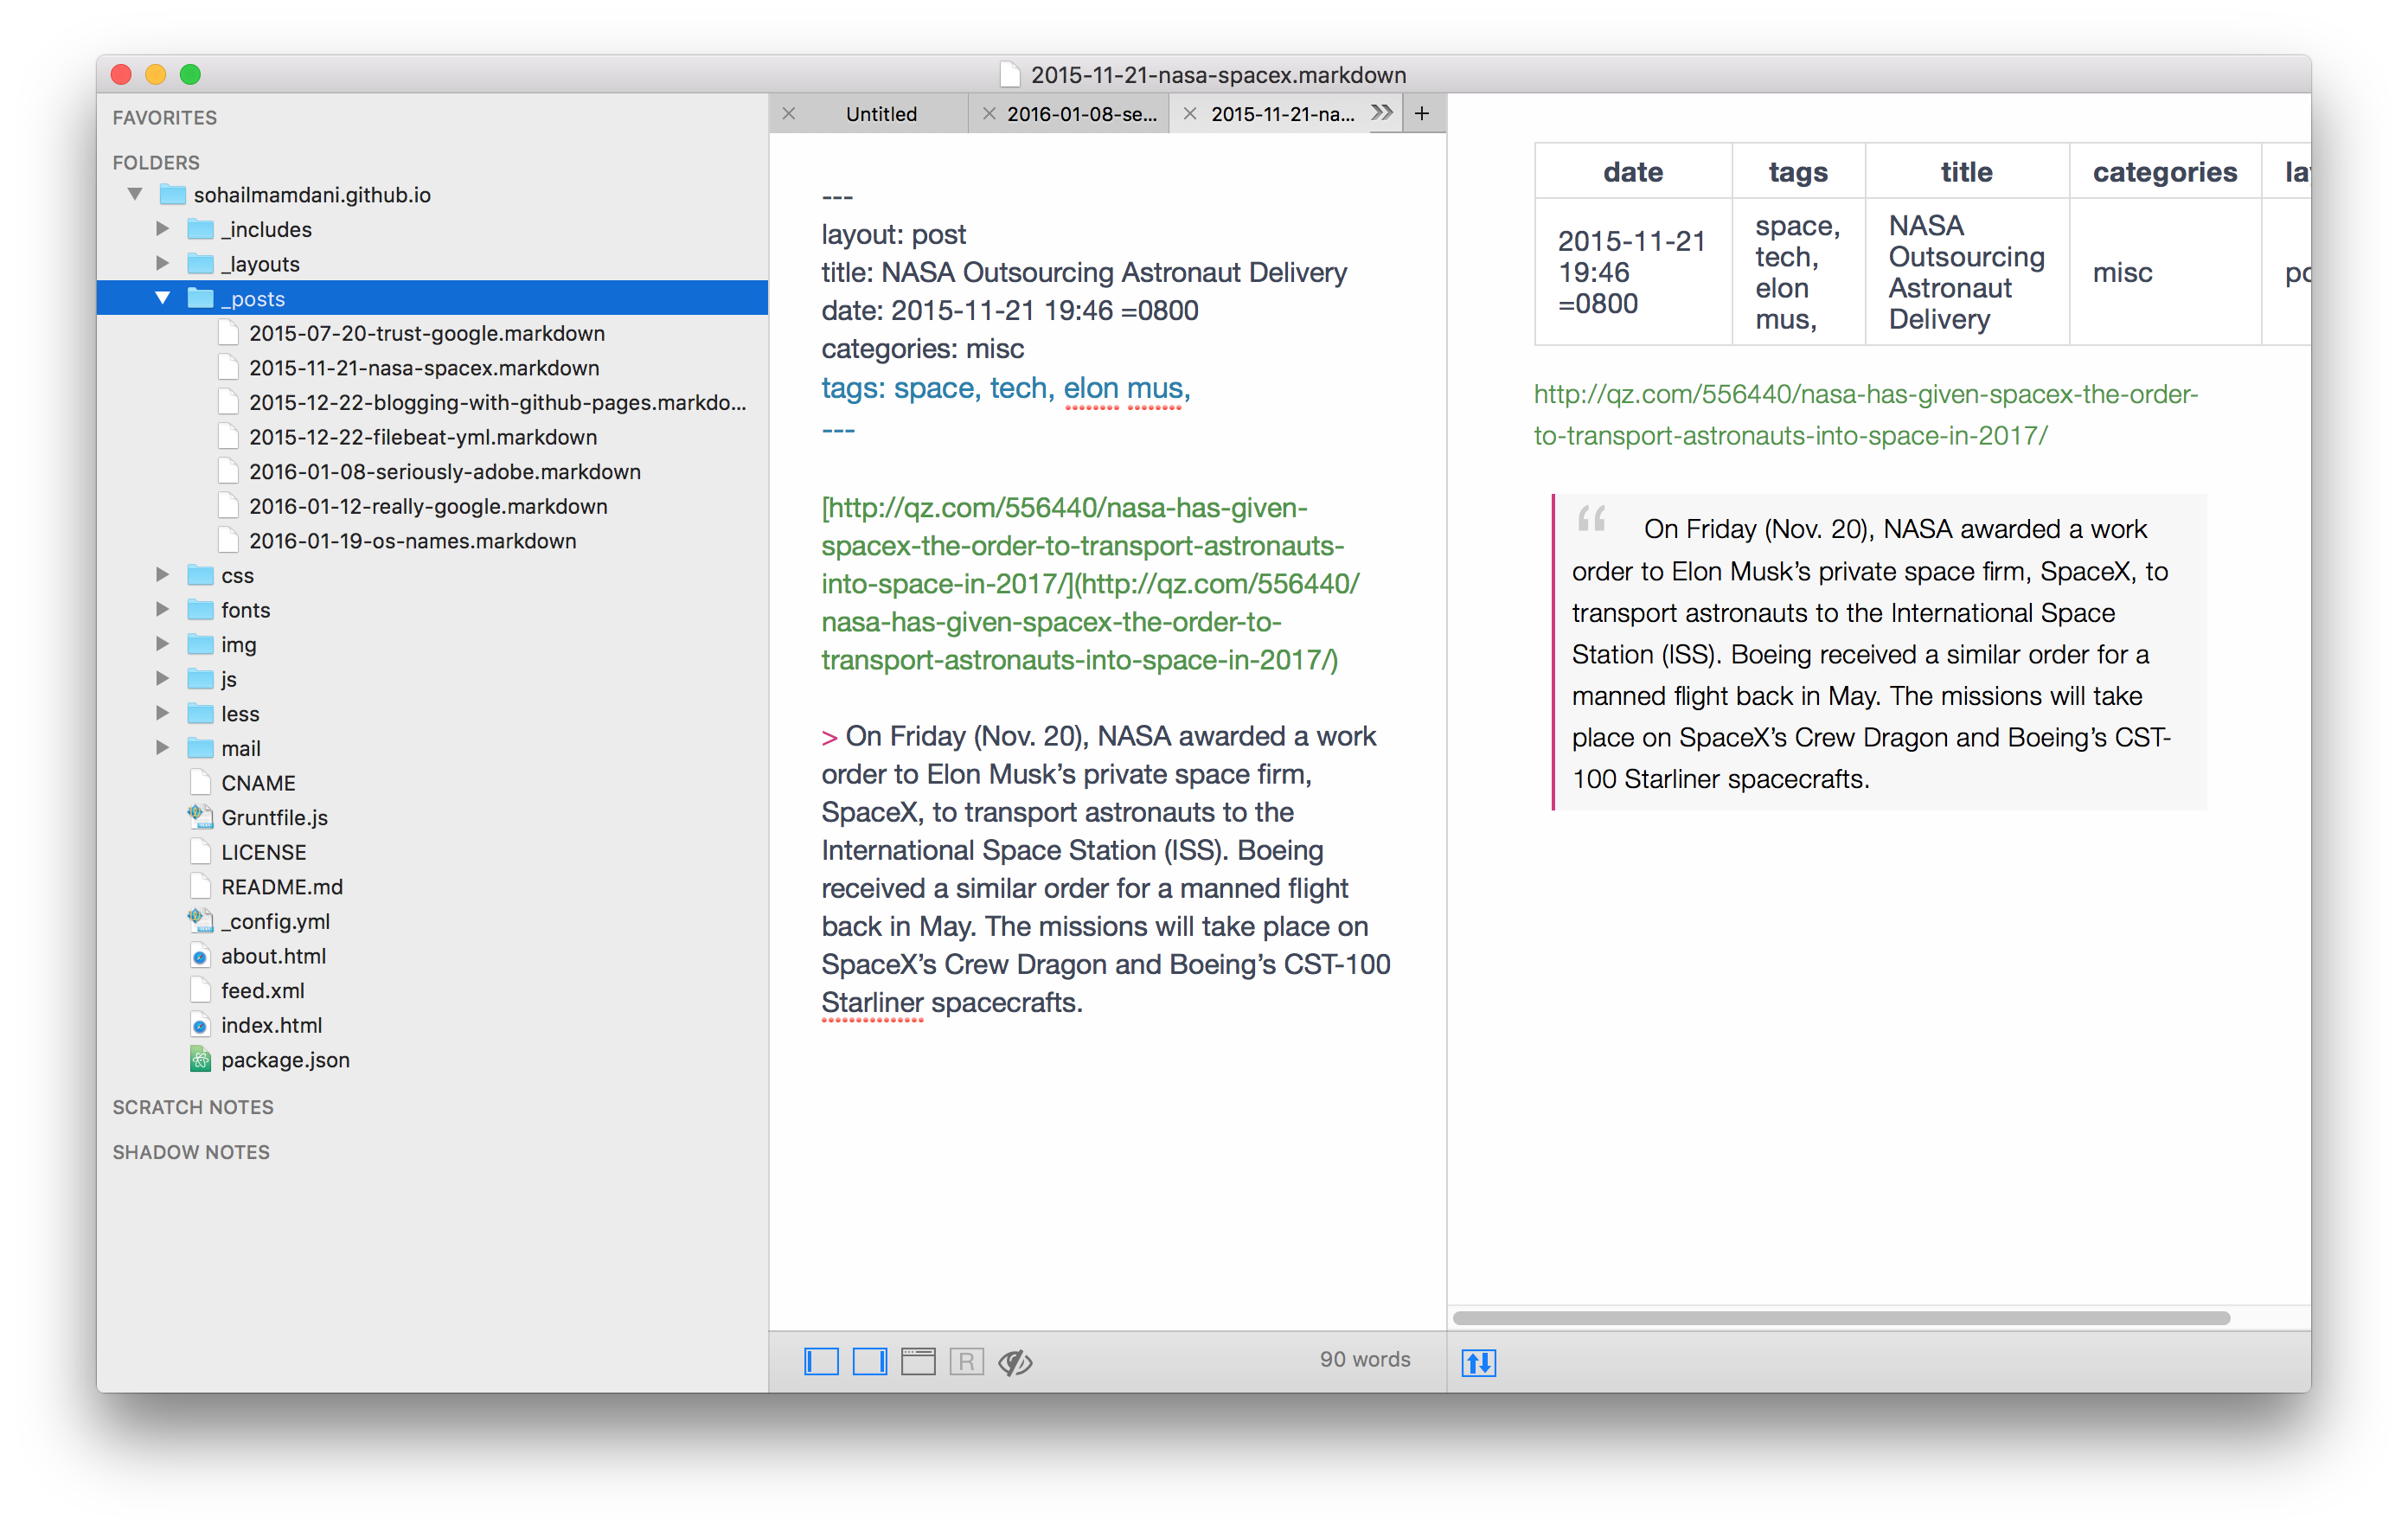 2015-11-21-nasa-spacex.markdown
FAVORITES
FOLDERS
sohailmamdani.github.io
_includes
_layouts
_posts
2015-07-20-trust-google.markdown
2015-11-21-nasa-spacex.markdown
2015-12-22-blogging-with-github-pages.markdo...
2015-12-22-filebeat-yml.markdown
2016-01-08-seriously-adobe.markdown
2016-01-12-really-google.markdown
2016-01-19-os-names.markdown
css
fonts
img
js
less
mail
CNAME
Gruntfile.js
LICENSE
README.md
_config.yml
about.html
feed.xml
index.html
package.json
SCRATCH NOTES
SHADOW NOTES
Untitled
2016-01-08-se...
2015-11-21-na...
---
layout: post
title: NASA Outsourcing Astronaut Delivery
date: 2015-11-21 19:46 =0800
categories: misc
tags: space, tech, elon mus,
---
[http://qz.com/556440/nasa-has-given-
spacex-the-order-to-transport-astronauts-
into-space-in-2017/](http://qz.com/556440/
nasa-has-given-spacex-the-order-to-
transport-astronauts-into-space-in-2017/)
> On Friday (Nov. 20), NASA awarded a work
order to Elon Musk’s private space firm,
SpaceX, to transport astronauts to the
International Space Station (ISS). Boeing
received a similar order for a manned flight
back in May. The missions will take place on
SpaceX’s Crew Dragon and Boeing’s CST-100
Starliner spacecrafts.
R
90 words
date tags title categories la
2015-11-21
19:46
=0800
space,
tech,
elon
mus,
NASA
Outsourcing
Astronaut
Delivery
misc
po
http://qz.com/556440/nasa-has-given-spacex-the-order-
to-transport-astronauts-into-space-in-2017/
“ On Friday (Nov. 20), NASA awarded a work
order to Elon Musk’s private space firm, SpaceX, to
transport astronauts to the International Space
Station (ISS). Boeing received a similar order for a
manned flight back in May. The missions will take
place on SpaceX’s Crew Dragon and Boeing’s CST-
100 Starliner spacecrafts.